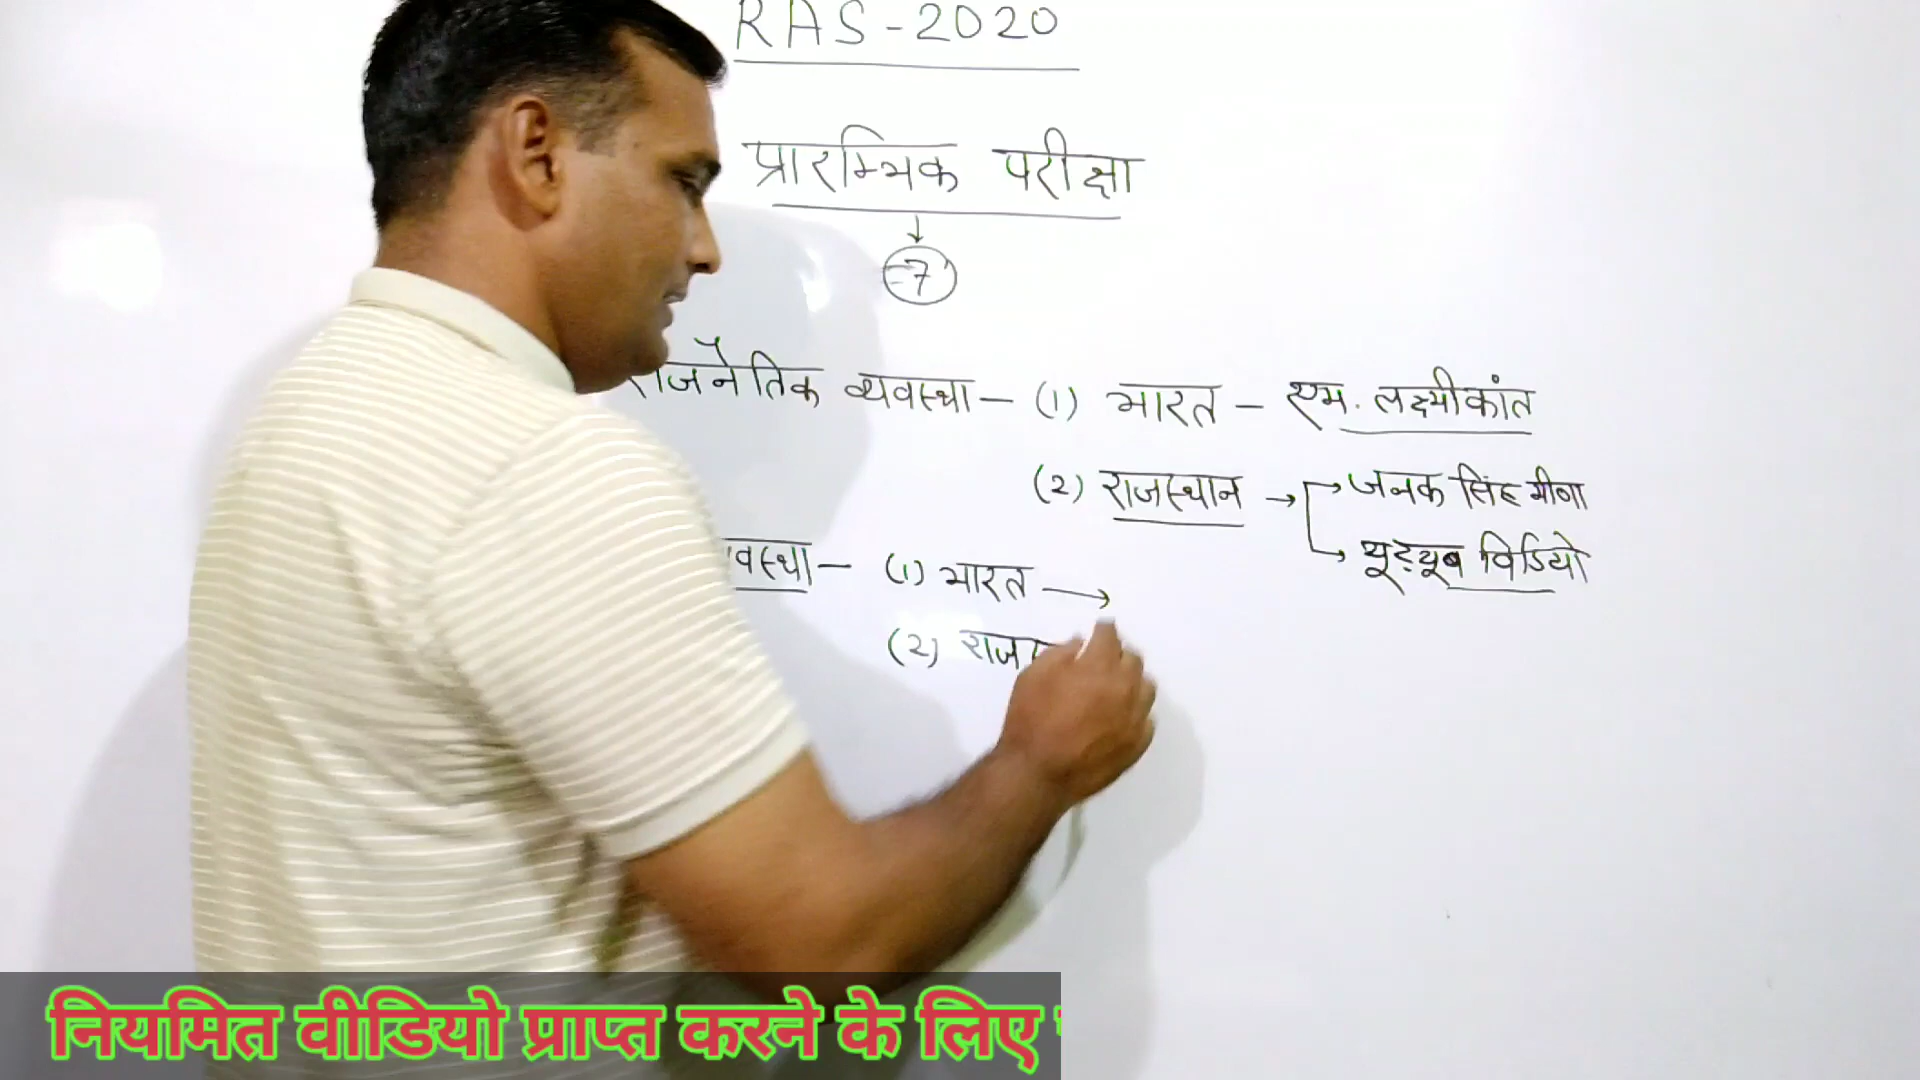 RAS-2020
प्रारम्भिक परीक्षा
7
राजनैतिक व्यवस्था - (1) भारत - एम. लक्ष्मीकांत
(2) राजस्थान → जनक सिंह मीणा
यूट्यूब विडियो
वस्था - (1) भारत →
(2) राज
नियमित वीडियो प्राप्त करने के लिए